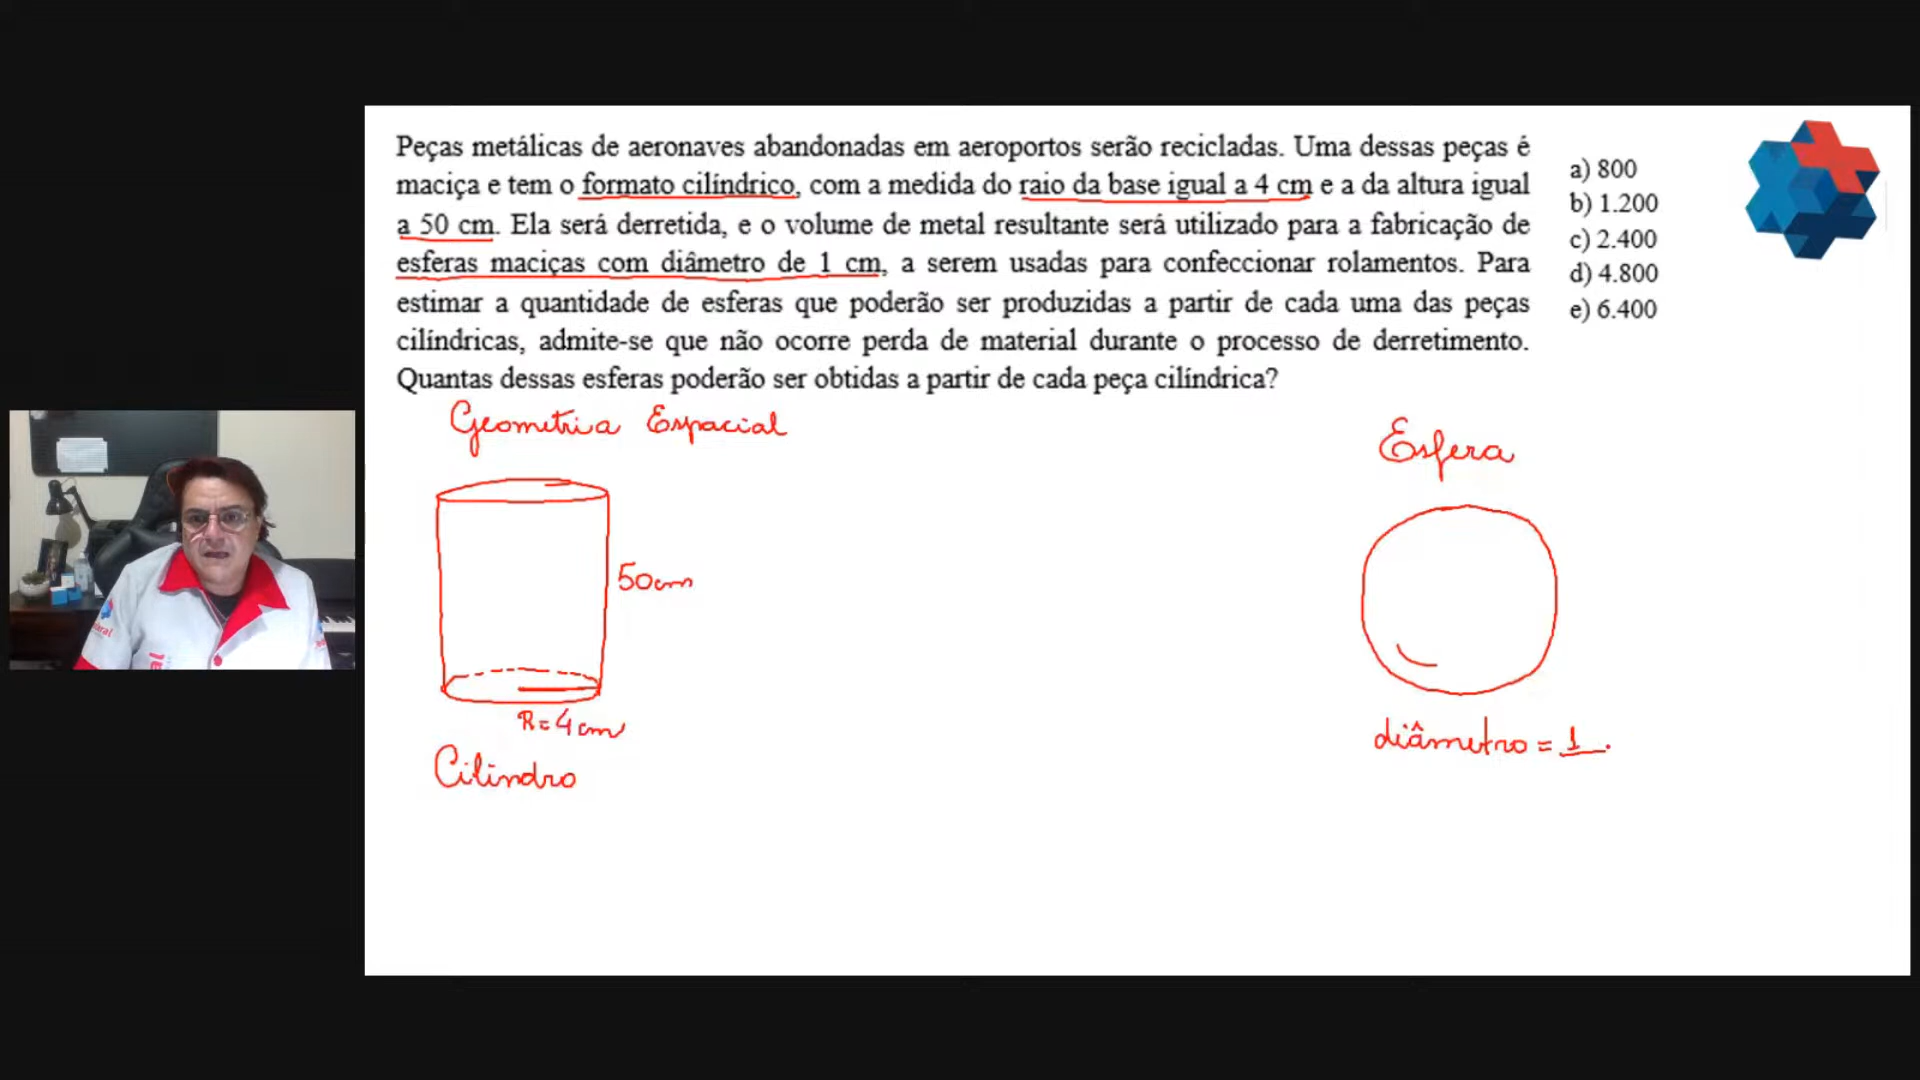 Peças metálicas de aeronaves abandonadas em aeroportos serão recicladas. Uma dessas peças é
maciça e tem o formato cilíndrico, com a medida do raio da base igual a 4 cm e a da altura igual
a 50 cm. Ela será derretida, e o volume de metal resultante será utilizado para a fabricação de
esferas maciças com diâmetro de 1 cm, a serem usadas para confeccionar rolamentos. Para
estimar a quantidade de esferas que poderão ser produzidas a partir de cada uma das peças
cilíndricas, admite-se que não ocorre perda de material durante o processo de derretimento.
Quantas dessas esferas poderão ser obtidas a partir de cada peça cilíndrica?
a) 800
b) 1.200
c) 2.400
d) 4.800
e) 6.400
Geometria Espacial
50cm
R=4cm
Cilindro
Esfera
diâmetro = 1